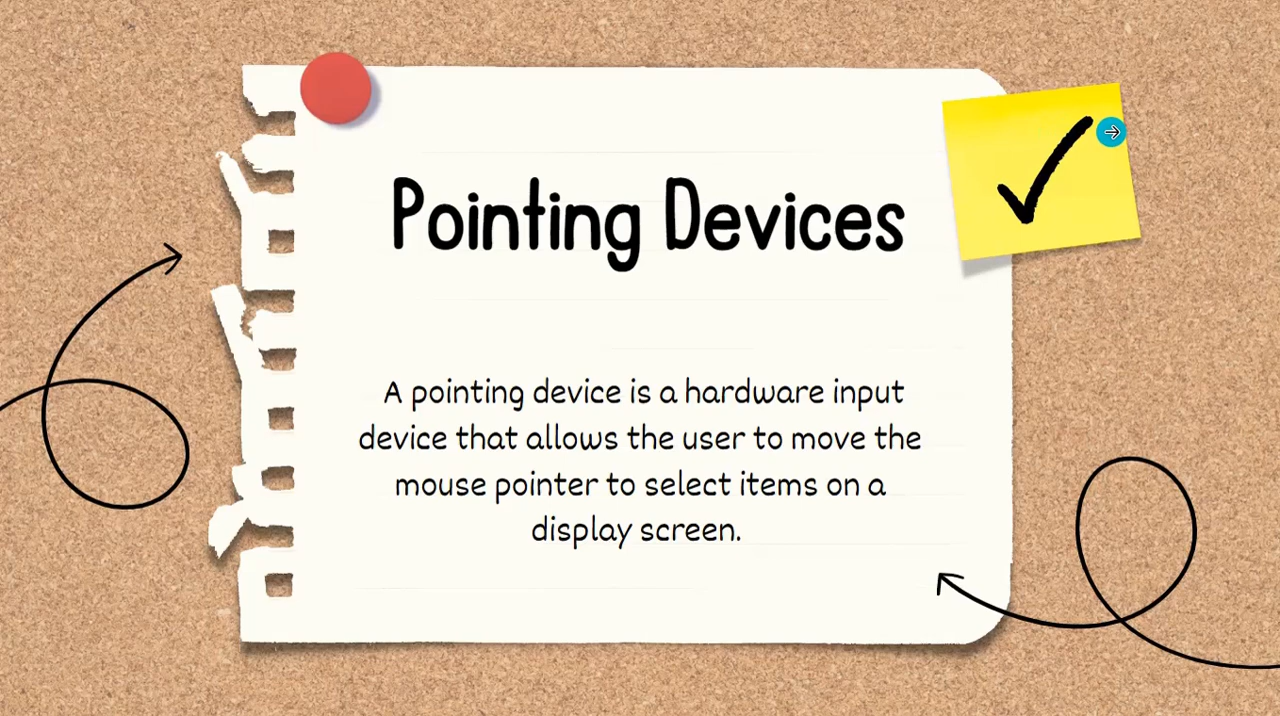 Pointing Devices
A pointing device is a hardware input
device that allows the user to move the
mouse pointer to select items on a
display screen.